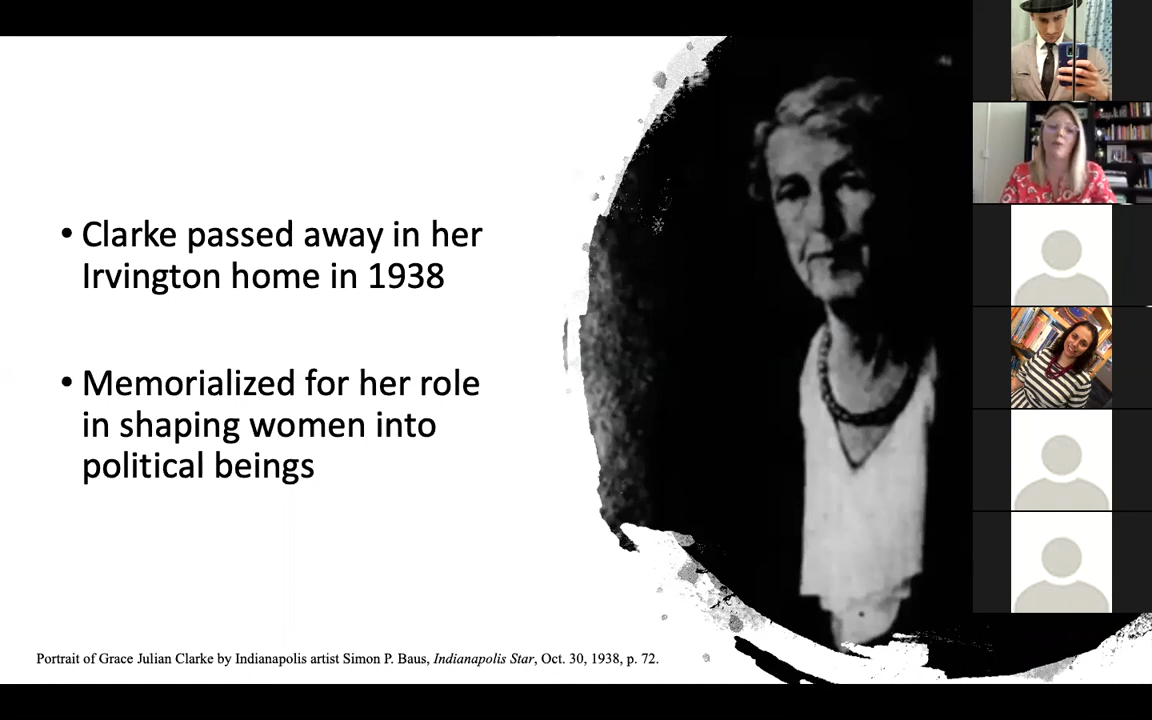 • Clarke passed away in her
Irvington home in 1938
• Memorialized for her role
in shaping women into
political beings
Portrait of Grace Julian Clarke by Indianapolis artist Simon P. Baus, Indianapolis Star, Oct. 30, 1938, p. 72.